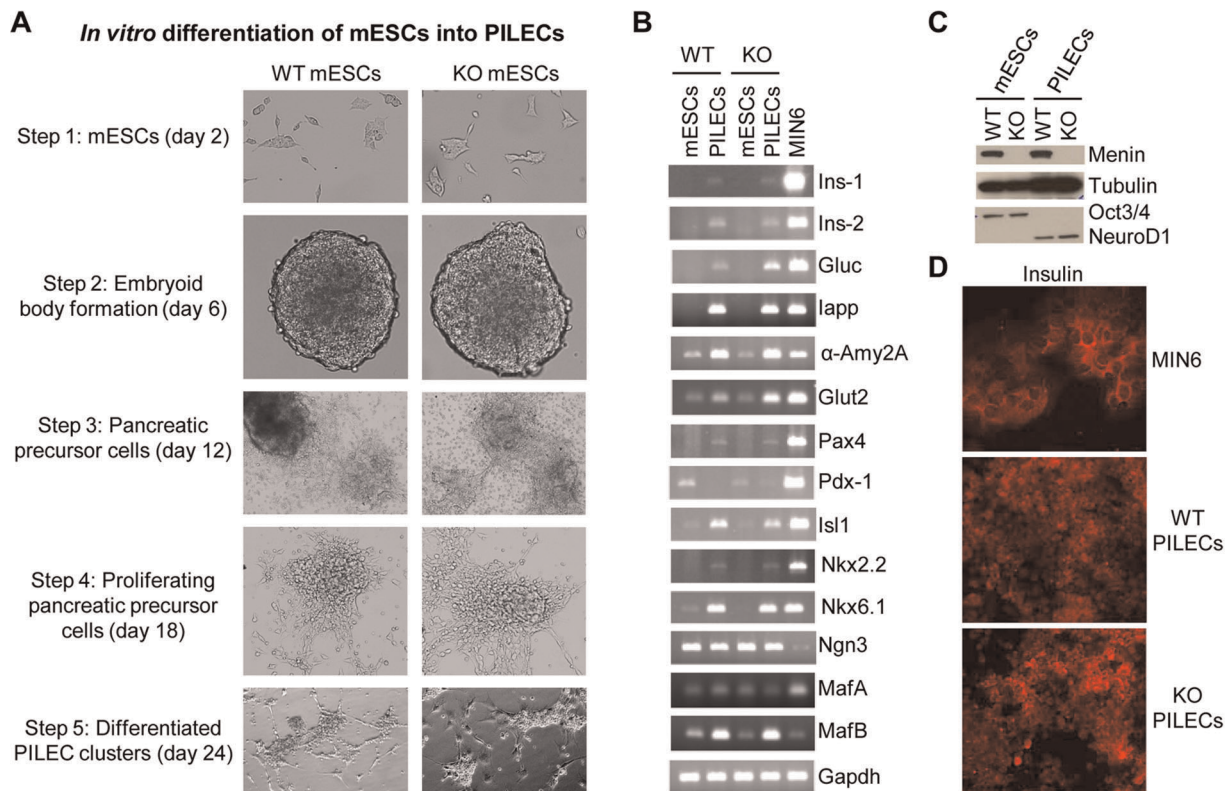 A
In vitro differentiation of mESCs into PILECs
WT mESCs
KO mESCs
Step 1: mESCs (day 2)
Step 2: Embryoid
body formation (day 6)
Step 3: Pancreatic
precursor cells (day 12)
Step 4: Proliferating
pancreatic precursor
cells (day 18)
Step 5: Differentiated
PILEC clusters (day 24)
B
WT
KO
mESCs
PILECs
mESCs
PILECs
MIN6
Ins-1
Ins-2
Gluc
Iapp
α-Amy2A
Glut2
Pax4
Pdx-1
Isl1
Nkx2.2
Nkx6.1
Ngn3
MafA
MafB
Gapdh
C
mESCs
PILECs
WT
KO
WT
KO
Menin
Tubulin
Oct3/4
NeuroD1
D
Insulin
MIN6
WT
PILECs
KO
PILECs